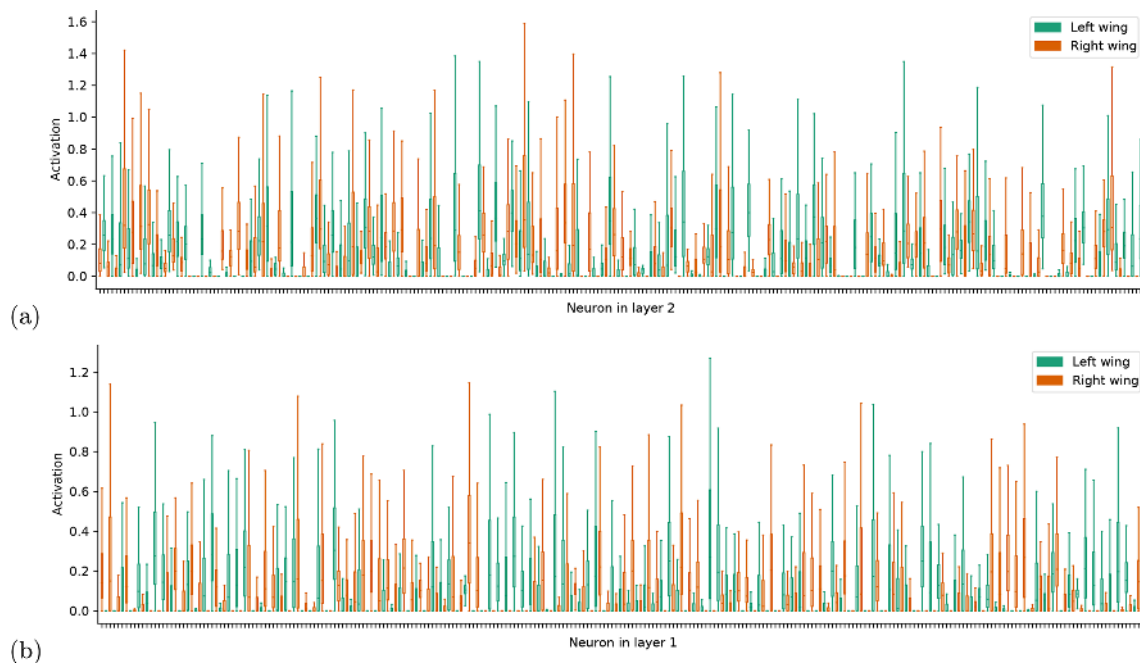 1.6
1.4
1.2
1.0
0.8
0.6
0.4
0.2
0.0
Activation
Left wing
Right wing
Neuron in layer 2
(a)
1.2
1.0
0.8
0.6
0.4
0.2
0.0
Activation
Left wing
Right wing
Neuron in layer 1
(b)